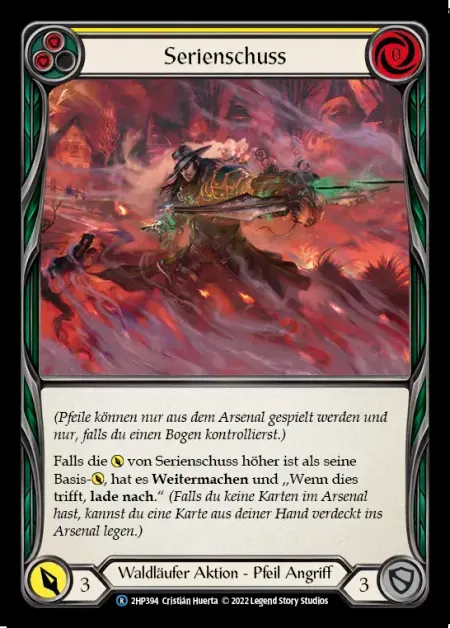 Serienschuss
0
(Pfeile können nur aus dem Arsenal gespielt werden und
nur, falls du einen Bogen kontrollierst.)
Falls die von Serienschuss höher ist als seine
Basis-, hat es Weitermachen und „Wenn dies
trifft, lade nach.“ (Falls du keine Karten im Arsenal
hast, kannst du eine Karte aus deiner Hand verdeckt ins
Arsenal legen.)
3
Waldläufer Aktion - Pfeil Angriff
3
R 2HP394 Cristián Huerta © 2022 Legend Story Studios